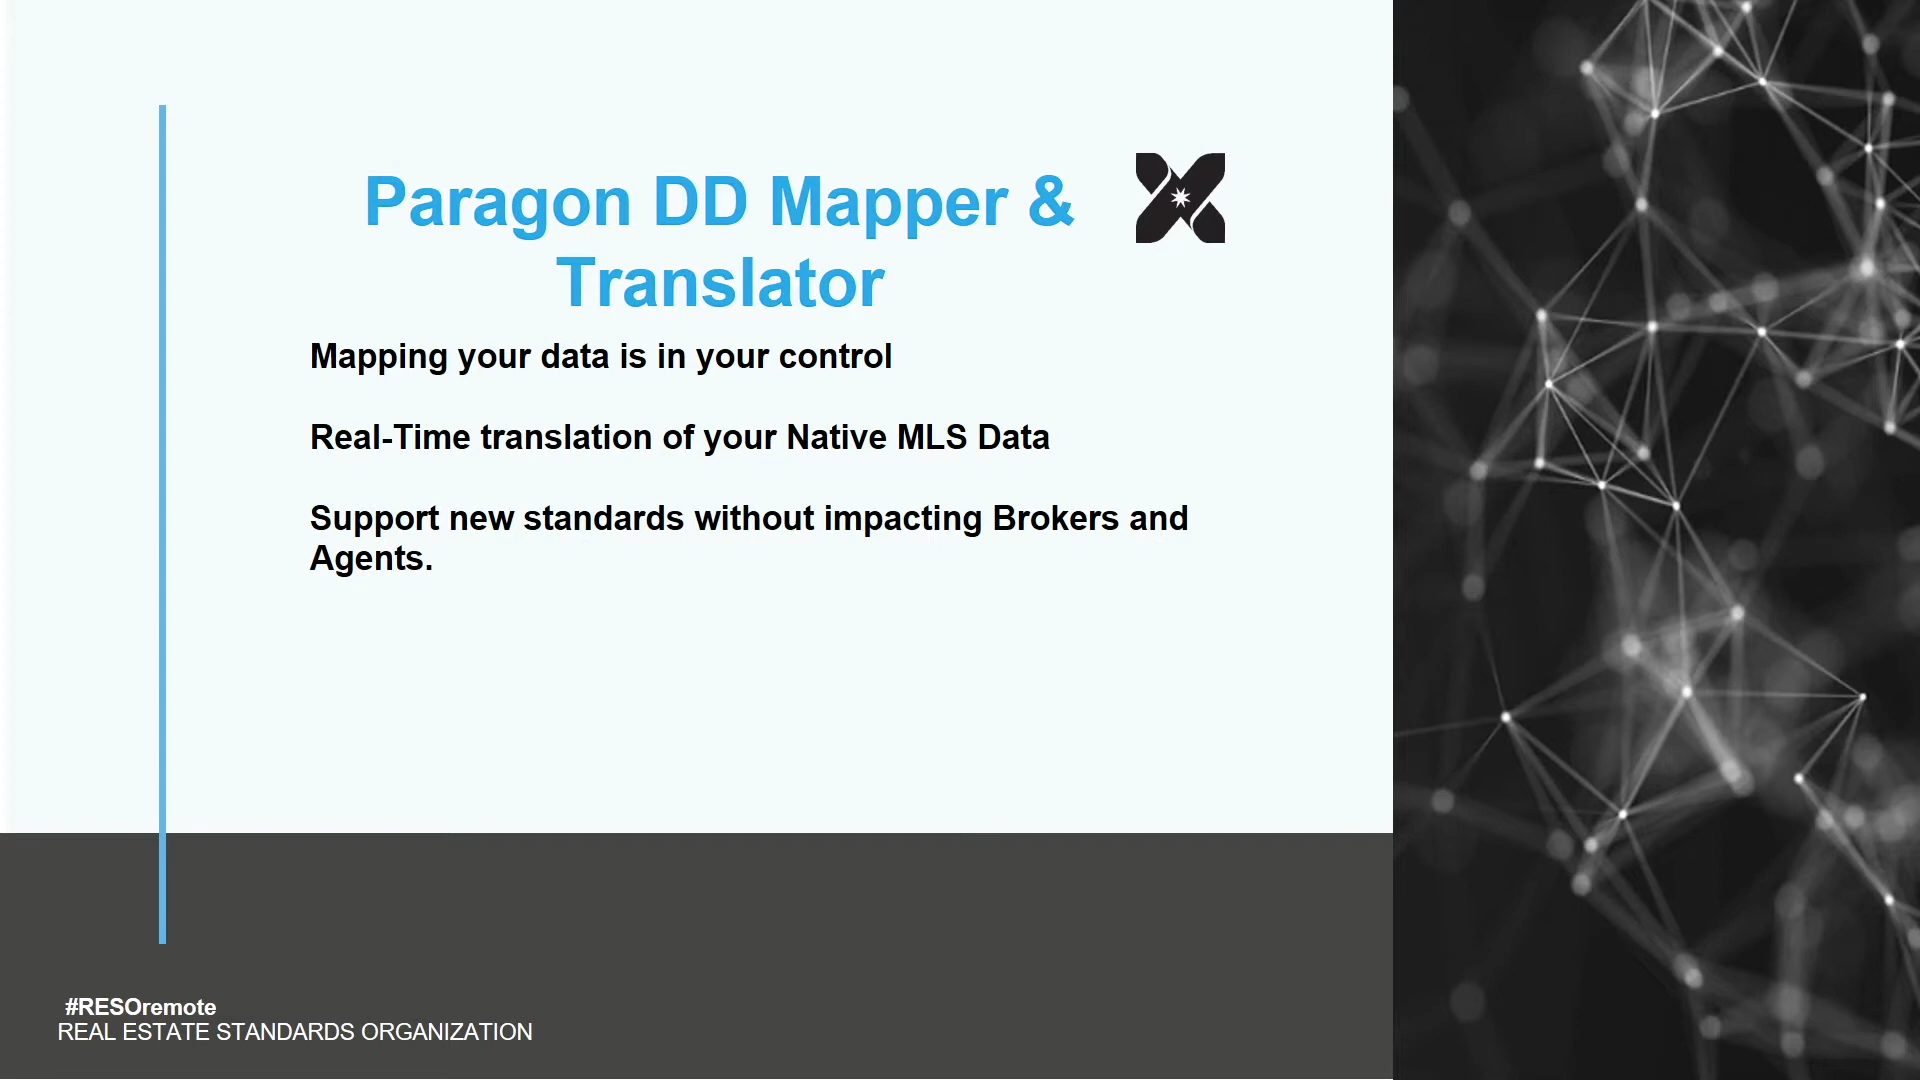 Paragon DD Mapper &
Translator
Mapping your data is in your control
Real-Time translation of your Native MLS Data
Support new standards without impacting Brokers and
Agents.
#RESOremote
REAL ESTATE STANDARDS ORGANIZATION